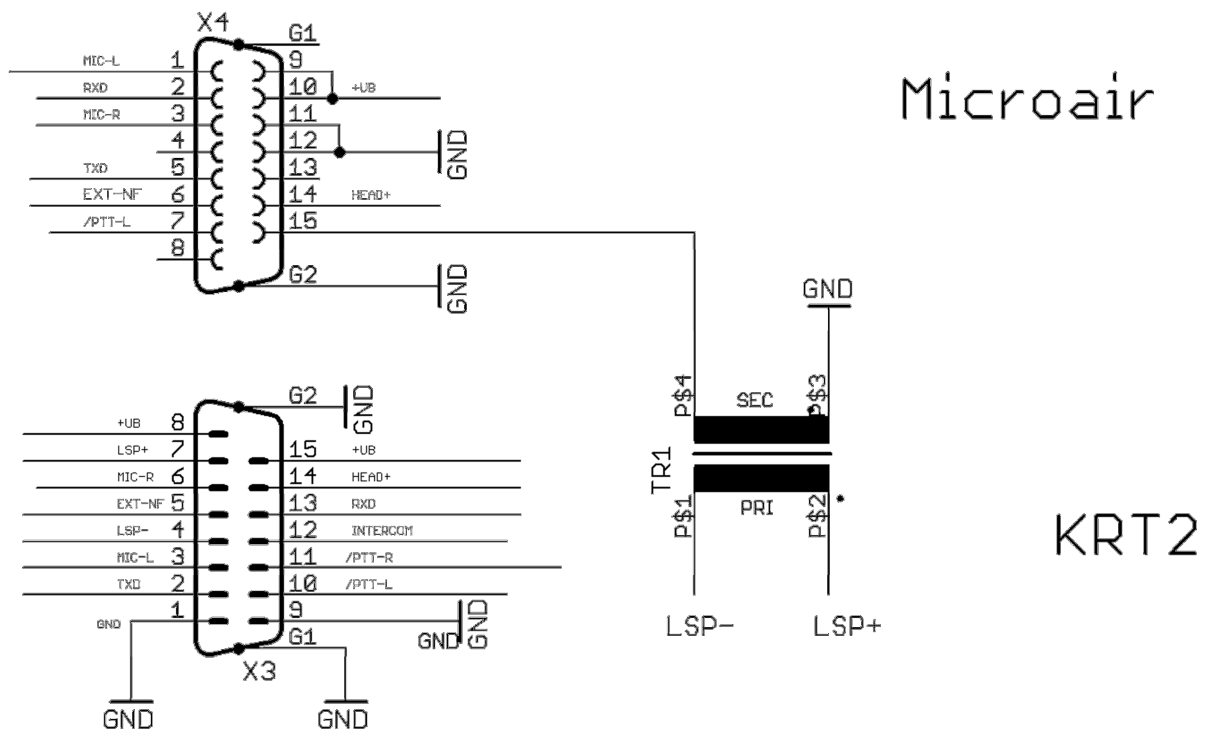 X4
G1
MIC-L 1 9
RXD 2 10 +UB
MIC-R 3 11
4 12 GND
TXD 5 13
EXT-NF 6 14 HEAD+
/PTT-L 7 15
8
G2 GND
Microair
GND
P$4 SEC P$3
TR1
P$1 PRI P$2
LSP- LSP+
KRT2
G2 GND
+UB 8
LSP+ 7 15 +UB
MIC-R 6 14 HEAD+
EXT-NF 5 13 RXD
LSP- 4 12 INTERCOM
MIC-L 3 11 /PTT-R
TXD 2 10 /PTT-L
GND 1 9 GND GND
G1
X3
GND GND